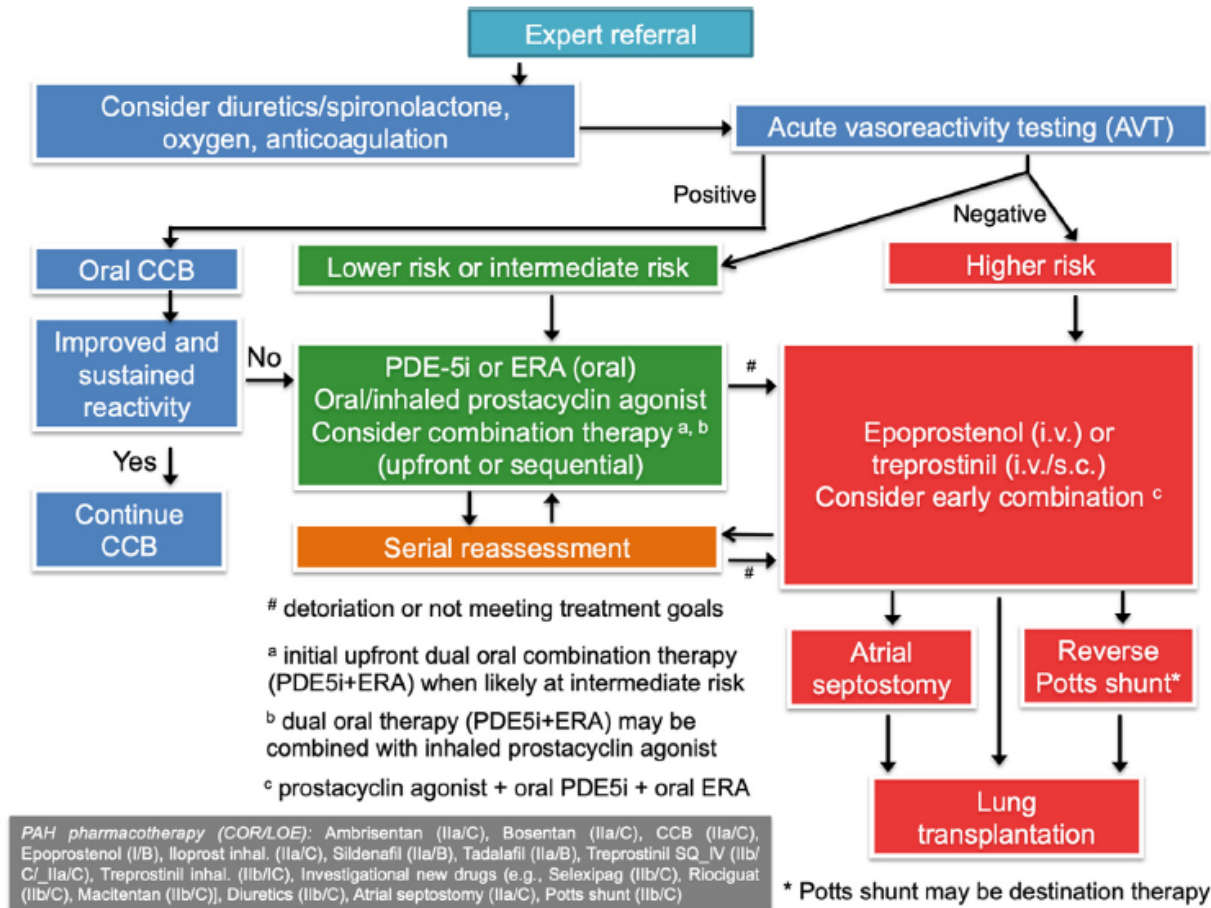 Expert referral
Consider diuretics/spironolactone,
oxygen, anticoagulation
Acute vasoreactivity testing (AVT)
Positive
Negative
Oral CCB
Lower risk or intermediate risk
Higher risk
Improved and
sustained
reactivity
No
PDE-5i or ERA (oral)
Oral/inhaled prostacyclin agonist
Consider combination therapy a, b
(upfront or sequential)
#
Epoprostenol (i.v.) or
treprostinil (i.v./s.c.)
Consider early combination c
Yes
Continue
CCB
Serial reassessment
#
# detoriation or not meeting treatment goals
a initial upfront dual oral combination therapy
(PDE5i+ERA) when likely at intermediate risk
b dual oral therapy (PDE5i+ERA) may be
combined with inhaled prostacyclin agonist
c prostacyclin agonist + oral PDE5i + oral ERA
Atrial
septostomy
Reverse
Potts shunt*
Lung
transplantation
PAH pharmacotherapy (COR/LOE): Ambrisentan (IIa/C), Bosentan (IIa/C), CCB (IIa/C),
Epoprostenol (I/B), Iloprost inhal. (IIa/C), Sildenafil (IIa/B), Tadalafil (IIa/B), Treprostinil SQ_IV (IIb/
C/_IIa/C), Treprostinil inhal. (IIb/IC), Investigational new drugs (e.g., Selexipag (IIb/C), Riociguat
(IIb/C), Macitentan (IIb/C)], Diuretics (IIb/C), Atrial septostomy (IIa/C), Potts shunt (IIb/C)
* Potts shunt may be destination therapy